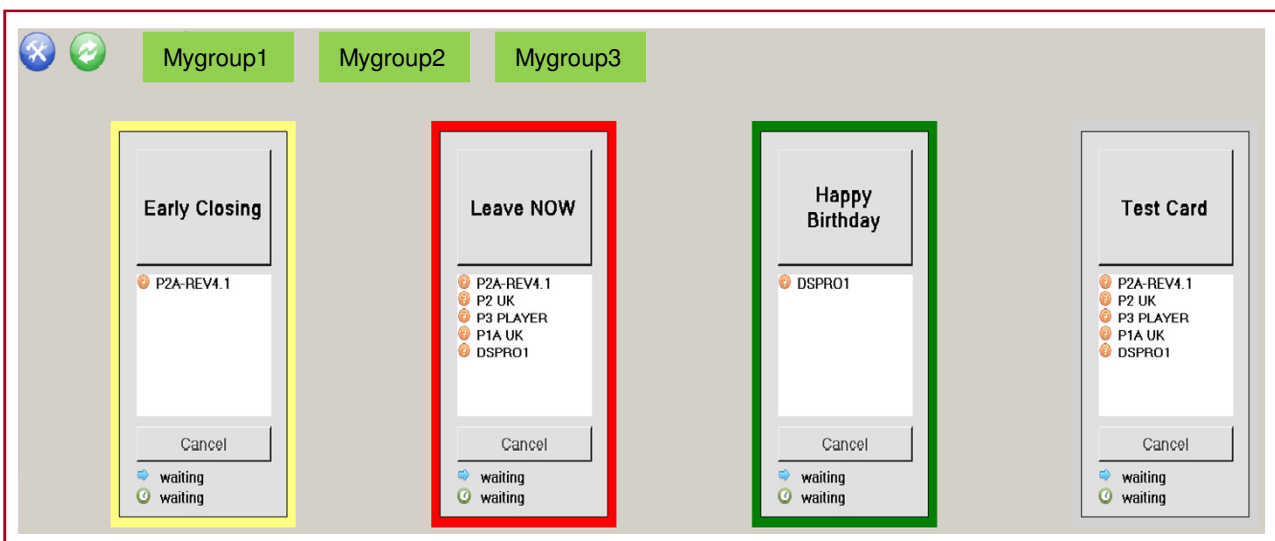 Mygroup1
Mygroup2
Mygroup3
Early Closing
P2A-REV4.1
Cancel
waiting
waiting
Leave NOW
P2A-REV4.1
P2 UK
P3 PLAYER
P1A UK
DSPRO1
Cancel
waiting
waiting
Happy
Birthday
DSPRO1
Cancel
waiting
waiting
Test Card
P2A-REV4.1
P2 UK
P3 PLAYER
P1A UK
DSPRO1
Cancel
waiting
waiting